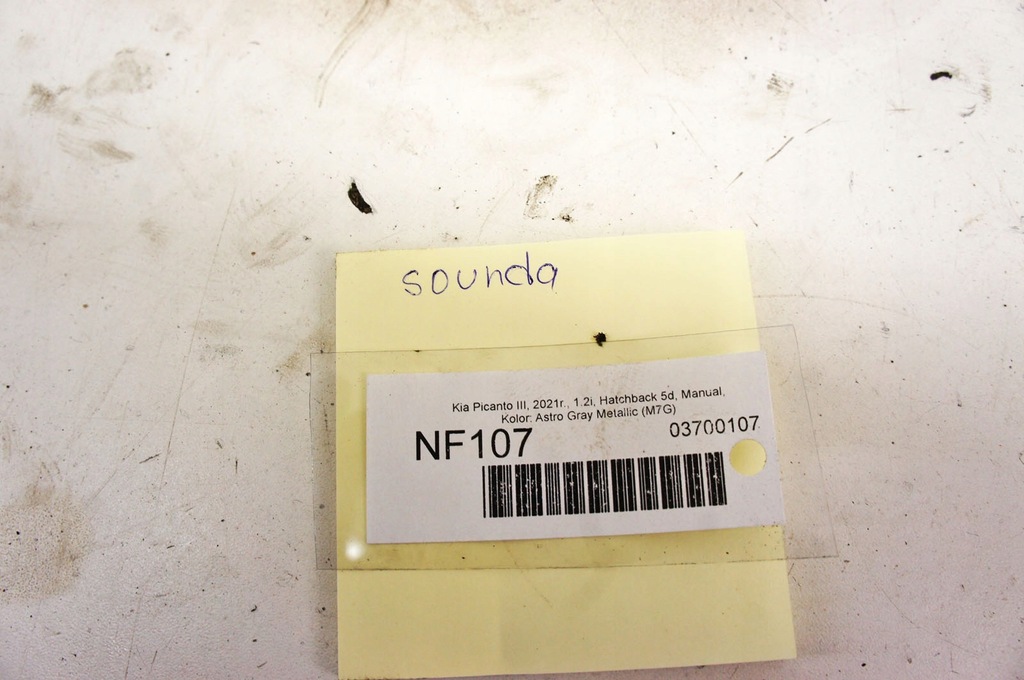 sounda
Kia Picanto III, 2021r., 1.2i, Hatchback 5d, Manual,
Kolor: Astro Gray Metallic (M7G)
NF107 03700107